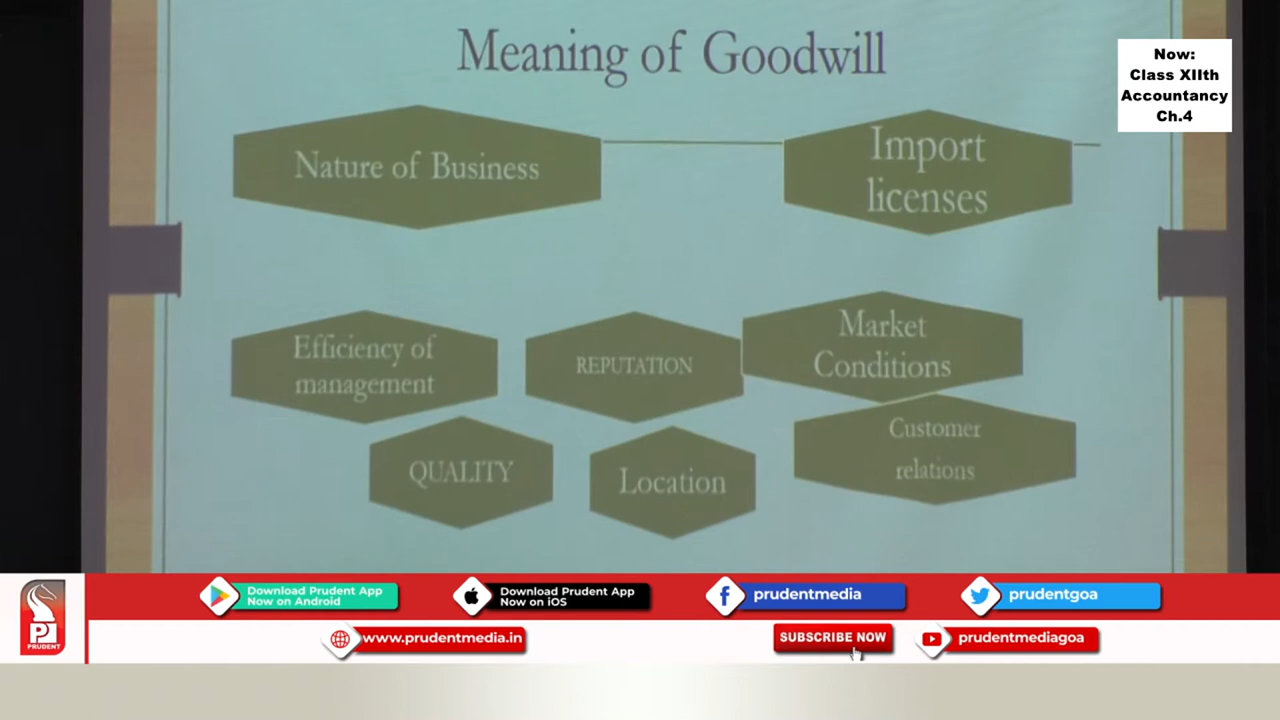 Meaning of Goodwill
Now:
Class XIIth
Accountancy
Ch.4
Nature of Business
Import
licenses
Efficiency of
management
REPUTATION
Market
Conditions
QUALITY
Location
Customer
relations
PRUDENT
Download Prudent App
Now on Android
Download Prudent App
Now on iOS
prudentmedia
prudentgoa
www.prudentmedia.in
SUBSCRIBE NOW
prudentmediagoa